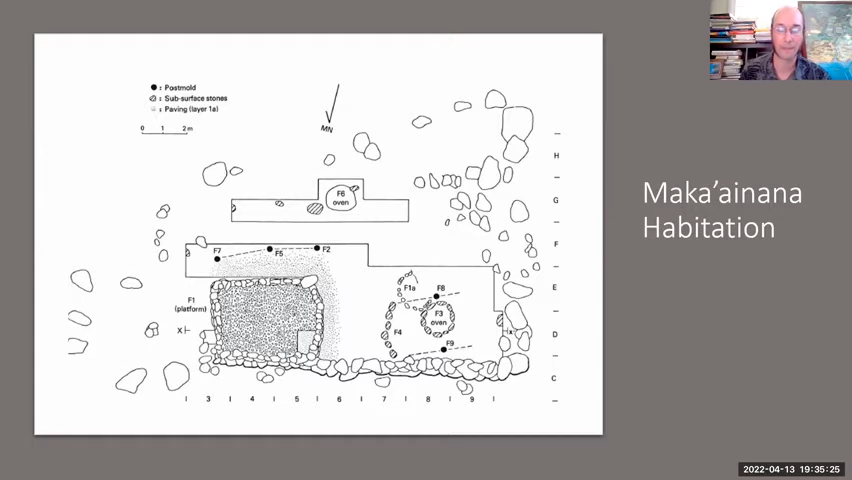 : Postmold
: Sub-surface stones
: Paving (layer 1a)
0 1 2 m
MN
H
F6
oven
G
F7
F5
F2
F
F1
(platform)
F1a
F8
E
F3
oven
X
F4
x
D
F9
C
3 4 5 6 7 8 9
Maka’ainana
Habitation
2022-04-13 19:35:25